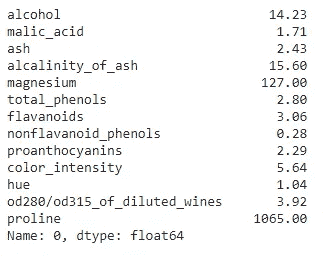 alcohol 14.23
malic_acid 1.71
ash 2.43
alcalinity_of_ash 15.60
magnesium 127.00
total_phenols 2.80
flavanoids 3.06
nonflavanoid_phenols 0.28
proanthocyanins 2.29
color_intensity 5.64
hue 1.04
od280/od315_of_diluted_wines 3.92
proline 1065.00
Name: 0, dtype: float64